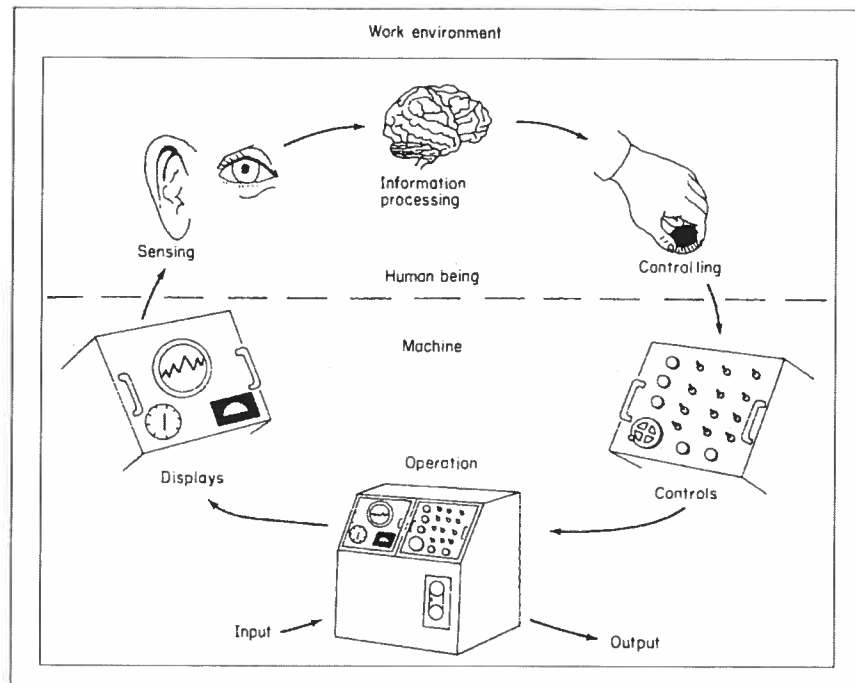 Work environment
Information
processing
Sensing
Controlling
Human being
Machine
Operation
Displays
Controls
Input
Output